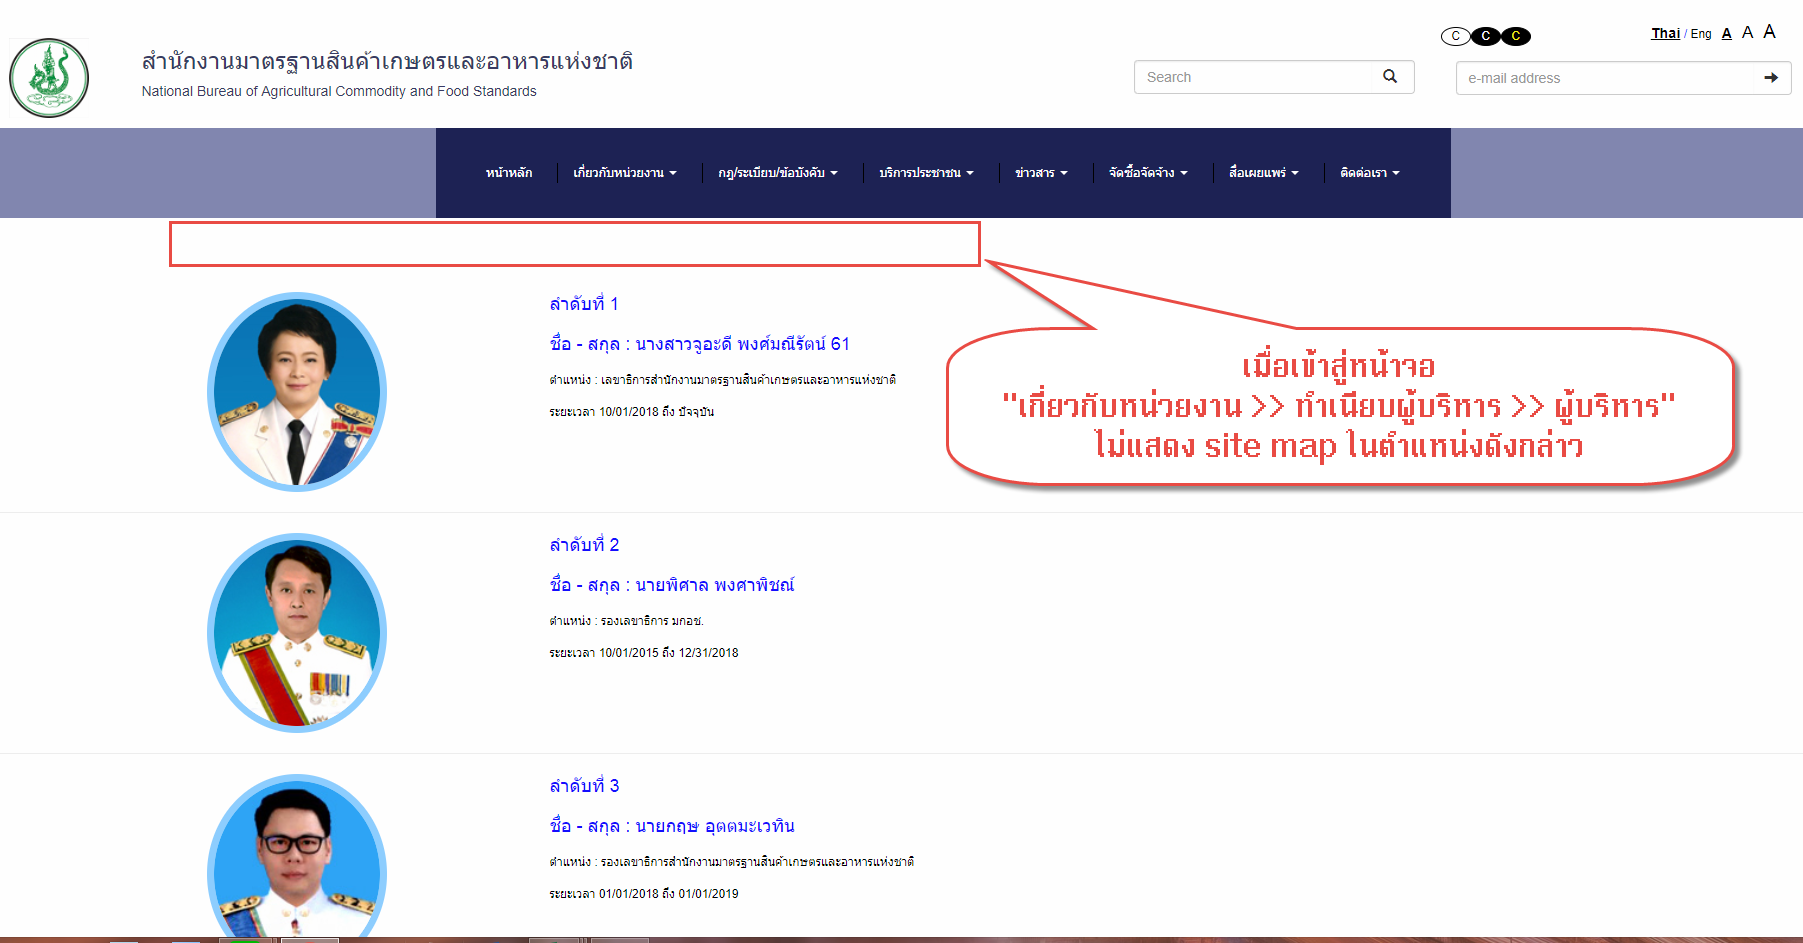 สำนักงานมาตรฐานสินค้าเกษตรและอาหารแห่งชาติ
National Bureau of Agricultural Commodity and Food Standards
C C C
Thai / Eng A A A
Search
e-mail address
หน้าหลัก เกี่ยวกับหน่วยงาน กฎ/ระเบียบ/ข้อบังคับ บริการประชาชน ข่าวสาร จัดซื้อจัดจ้าง สื่อเผยแพร่ ติดต่อเรา
ลำดับที่ 1
ชื่อ - สกุล : นางสาวจูอะดี พงศ์มณีรัตน์ 61
ตำแหน่ง : เลขาธิการสำนักงานมาตรฐานสินค้าเกษตรและอาหารแห่งชาติ
ระยะเวลา 10/01/2018 ถึง ปัจจุบัน
เมื่อเข้าสู่หน้าจอ
"เกี่ยวกับหน่วยงาน >> ทำเนียบผู้บริหาร >> ผู้บริหาร"
ไม่แสดง site map ในตำแหน่งดังกล่าว
ลำดับที่ 2
ชื่อ - สกุล : นายพิศาล พงศาพิชณ์
ตำแหน่ง : รองเลขาธิการ มกอช.
ระยะเวลา 10/01/2015 ถึง 12/31/2018
ลำดับที่ 3
ชื่อ - สกุล : นายกฤษ อุตตมะเวทิน
ตำแหน่ง : รองเลขาธิการสำนักงานมาตรฐานสินค้าเกษตรและอาหารแห่งชาติ
ระยะเวลา 01/01/2018 ถึง 01/01/2019